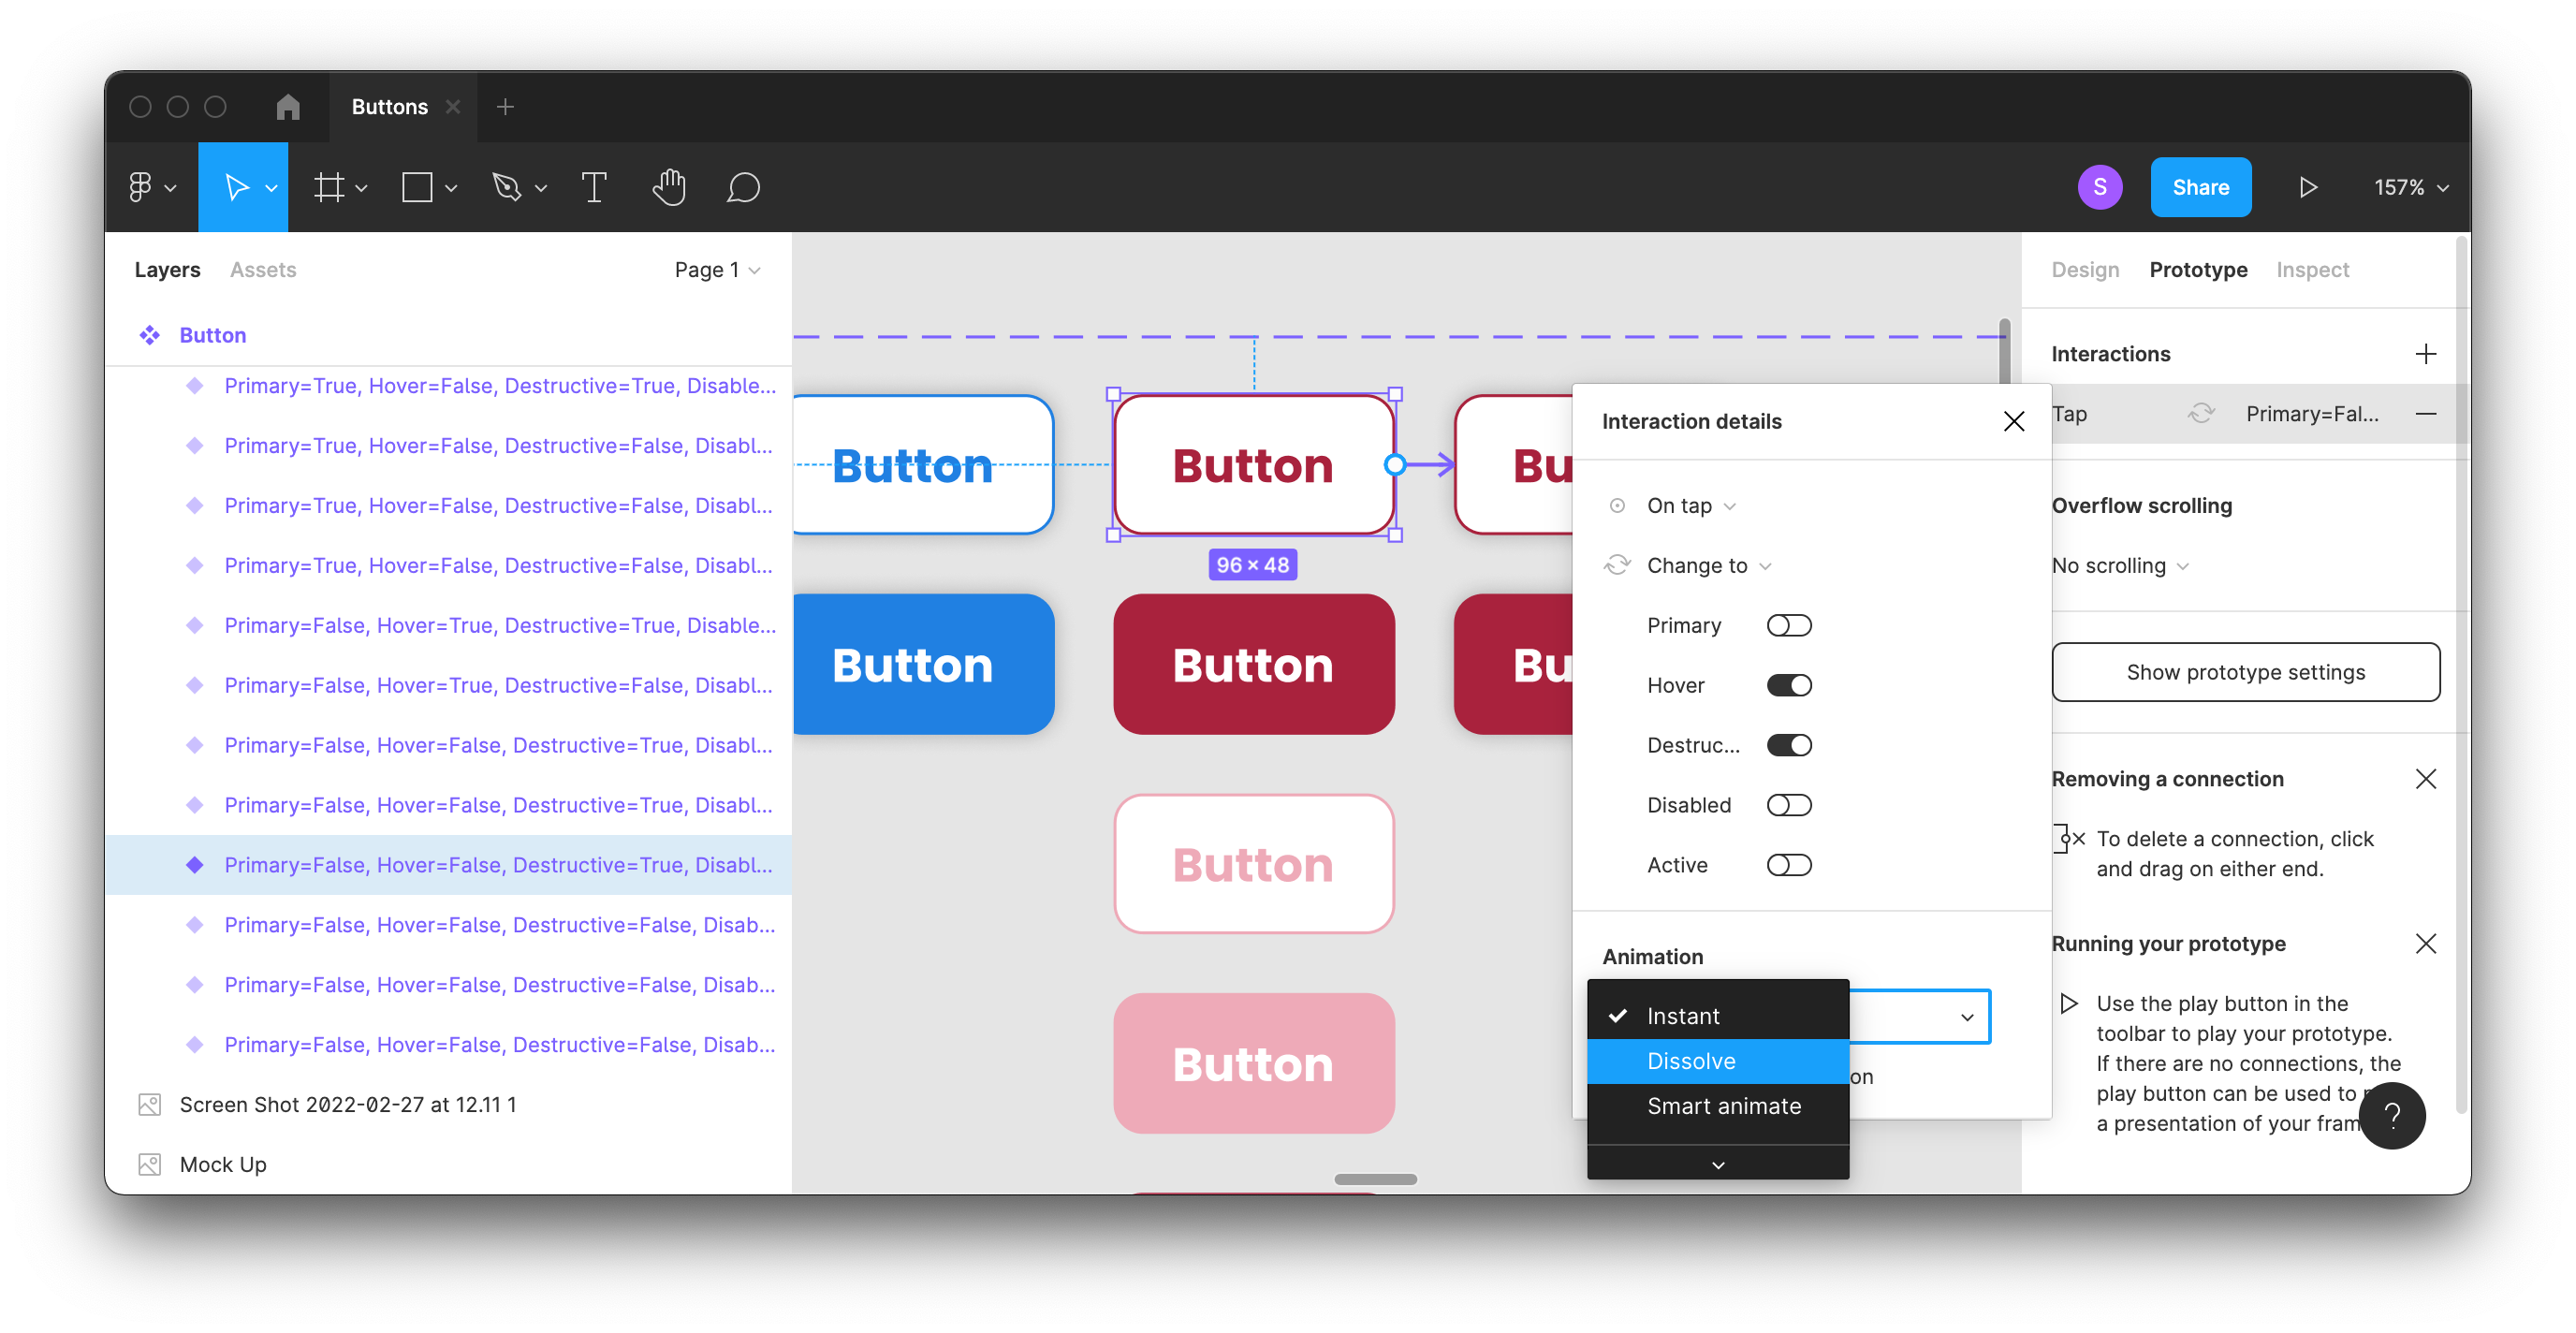 Buttons
S
Share
157%
Layers
Assets
Page 1
Button
Primary=True, Hover=False, Destructive=True, Disable...
Primary=True, Hover=False, Destructive=False, Disabl...
Primary=True, Hover=False, Destructive=False, Disabl...
Primary=True, Hover=False, Destructive=False, Disabl...
Primary=False, Hover=True, Destructive=True, Disable...
Primary=False, Hover=True, Destructive=False, Disabl...
Primary=False, Hover=False, Destructive=True, Disabl...
Primary=False, Hover=False, Destructive=True, Disabl...
Primary=False, Hover=False, Destructive=True, Disabl...
Primary=False, Hover=False, Destructive=False, Disab...
Primary=False, Hover=False, Destructive=False, Disab...
Primary=False, Hover=False, Destructive=False, Disab...
Screen Shot 2022-02-27 at 12.11 1
Mock Up
Button
Button
Bu
96 × 48
Button
Button
Bu
Button
Button
Interaction details
On tap
Change to
Primary
Hover
Destruc...
Disabled
Active
Animation
Instant
Dissolve
on
Smart animate
Design
Prototype
Inspect
Interactions
Tap
Primary=Fal...
Overflow scrolling
No scrolling
Show prototype settings
Removing a connection
To delete a connection, click
and drag on either end.
Running your prototype
Use the play button in the
toolbar to play your prototype.
If there are no connections, the
play button can be used to
a presentation of your fram
?